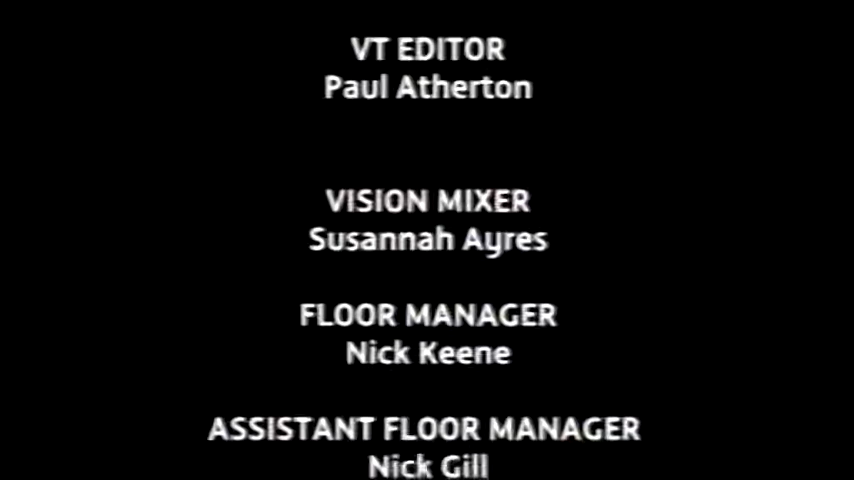 VT EDITOR
Paul Atherton
VISION MIXER
Susannah Ayres
FLOOR MANAGER
Nick Keene
ASSISTANT FLOOR MANAGER
Nick Gill